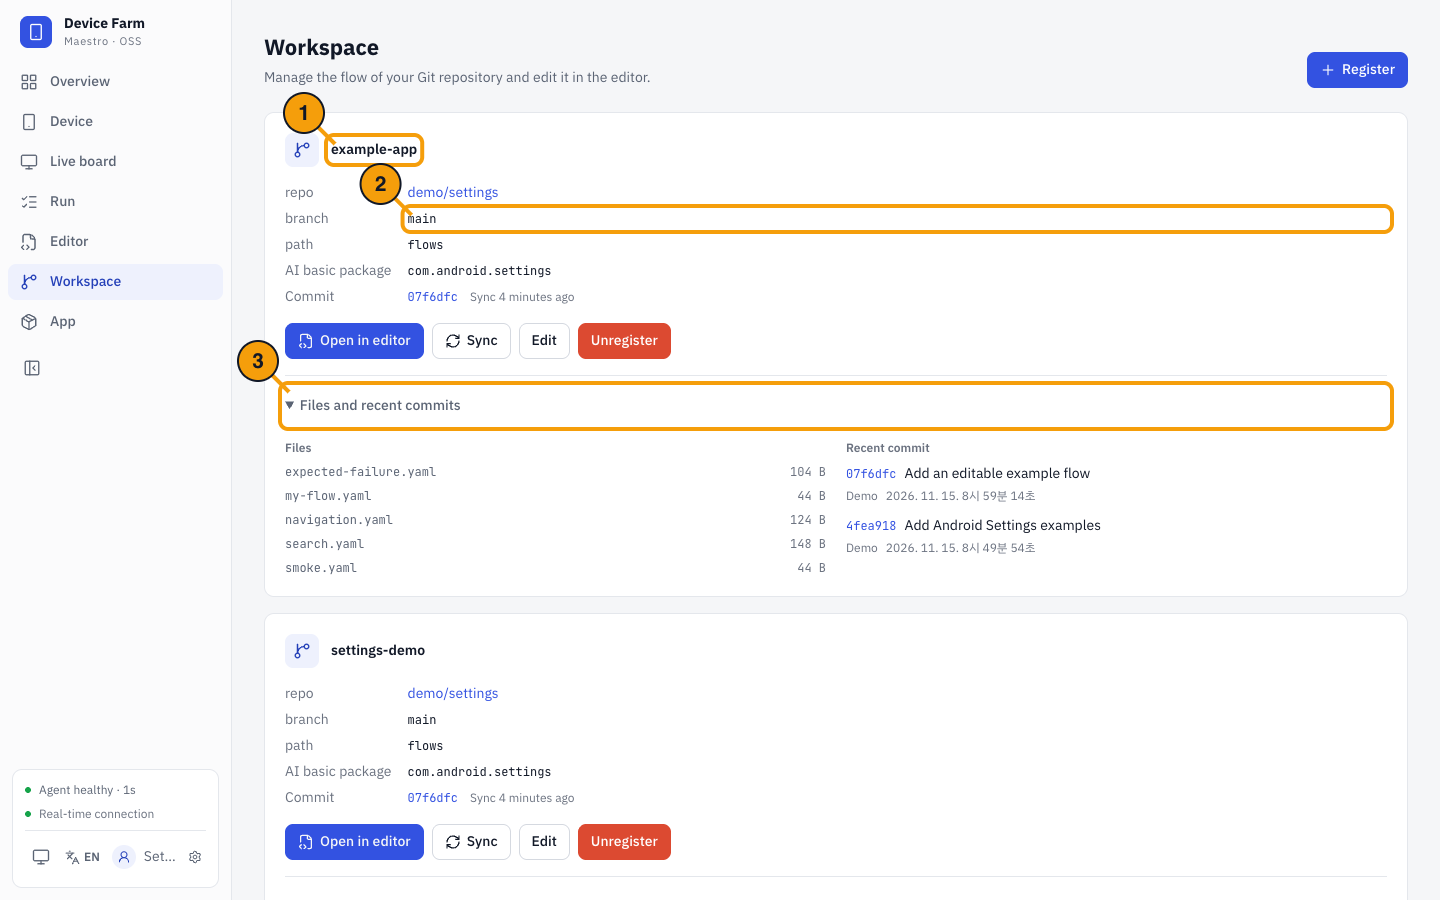 Device Farm
Maestro · OSS
Overview
Device
Live board
Run
Editor
Workspace
App
Agent healthy · 1s
Real-time connection
EN
Set...
Workspace
Manage the flow of your Git repository and edit it in the editor.
Register
1
example-app
2
repo demo/settings
branch main
path flows
AI basic package com.android.settings
Commit 07f6dfc Sync 4 minutes ago
Open in editor Sync Edit Unregister
3
Files and recent commits
Files
expected-failure.yaml 104 B
my-flow.yaml 44 B
navigation.yaml 124 B
search.yaml 148 B
smoke.yaml 44 B
Recent commit
07f6dfc Add an editable example flow
Demo 2026. 11. 15. 8시 59분 14초
4fea918 Add Android Settings examples
Demo 2026. 11. 15. 8시 49분 54초
settings-demo
repo demo/settings
branch main
path flows
AI basic package com.android.settings
Commit 07f6dfc Sync 4 minutes ago
Open in editor Sync Edit Unregister